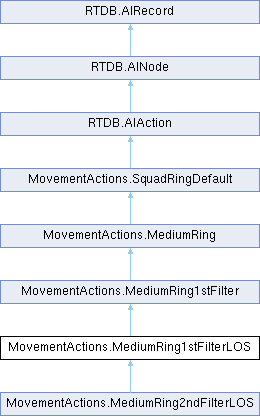 RTDB.AIRecord
RTDB.AINode
RTDB.AIAction
MovementActions.SquadRingDefault
MovementActions.MediumRing
MovementActions.MediumRing1stFilter
MovementActions.MediumRing1stFilterLOS
MovementActions.MediumRing2ndFilterLOS